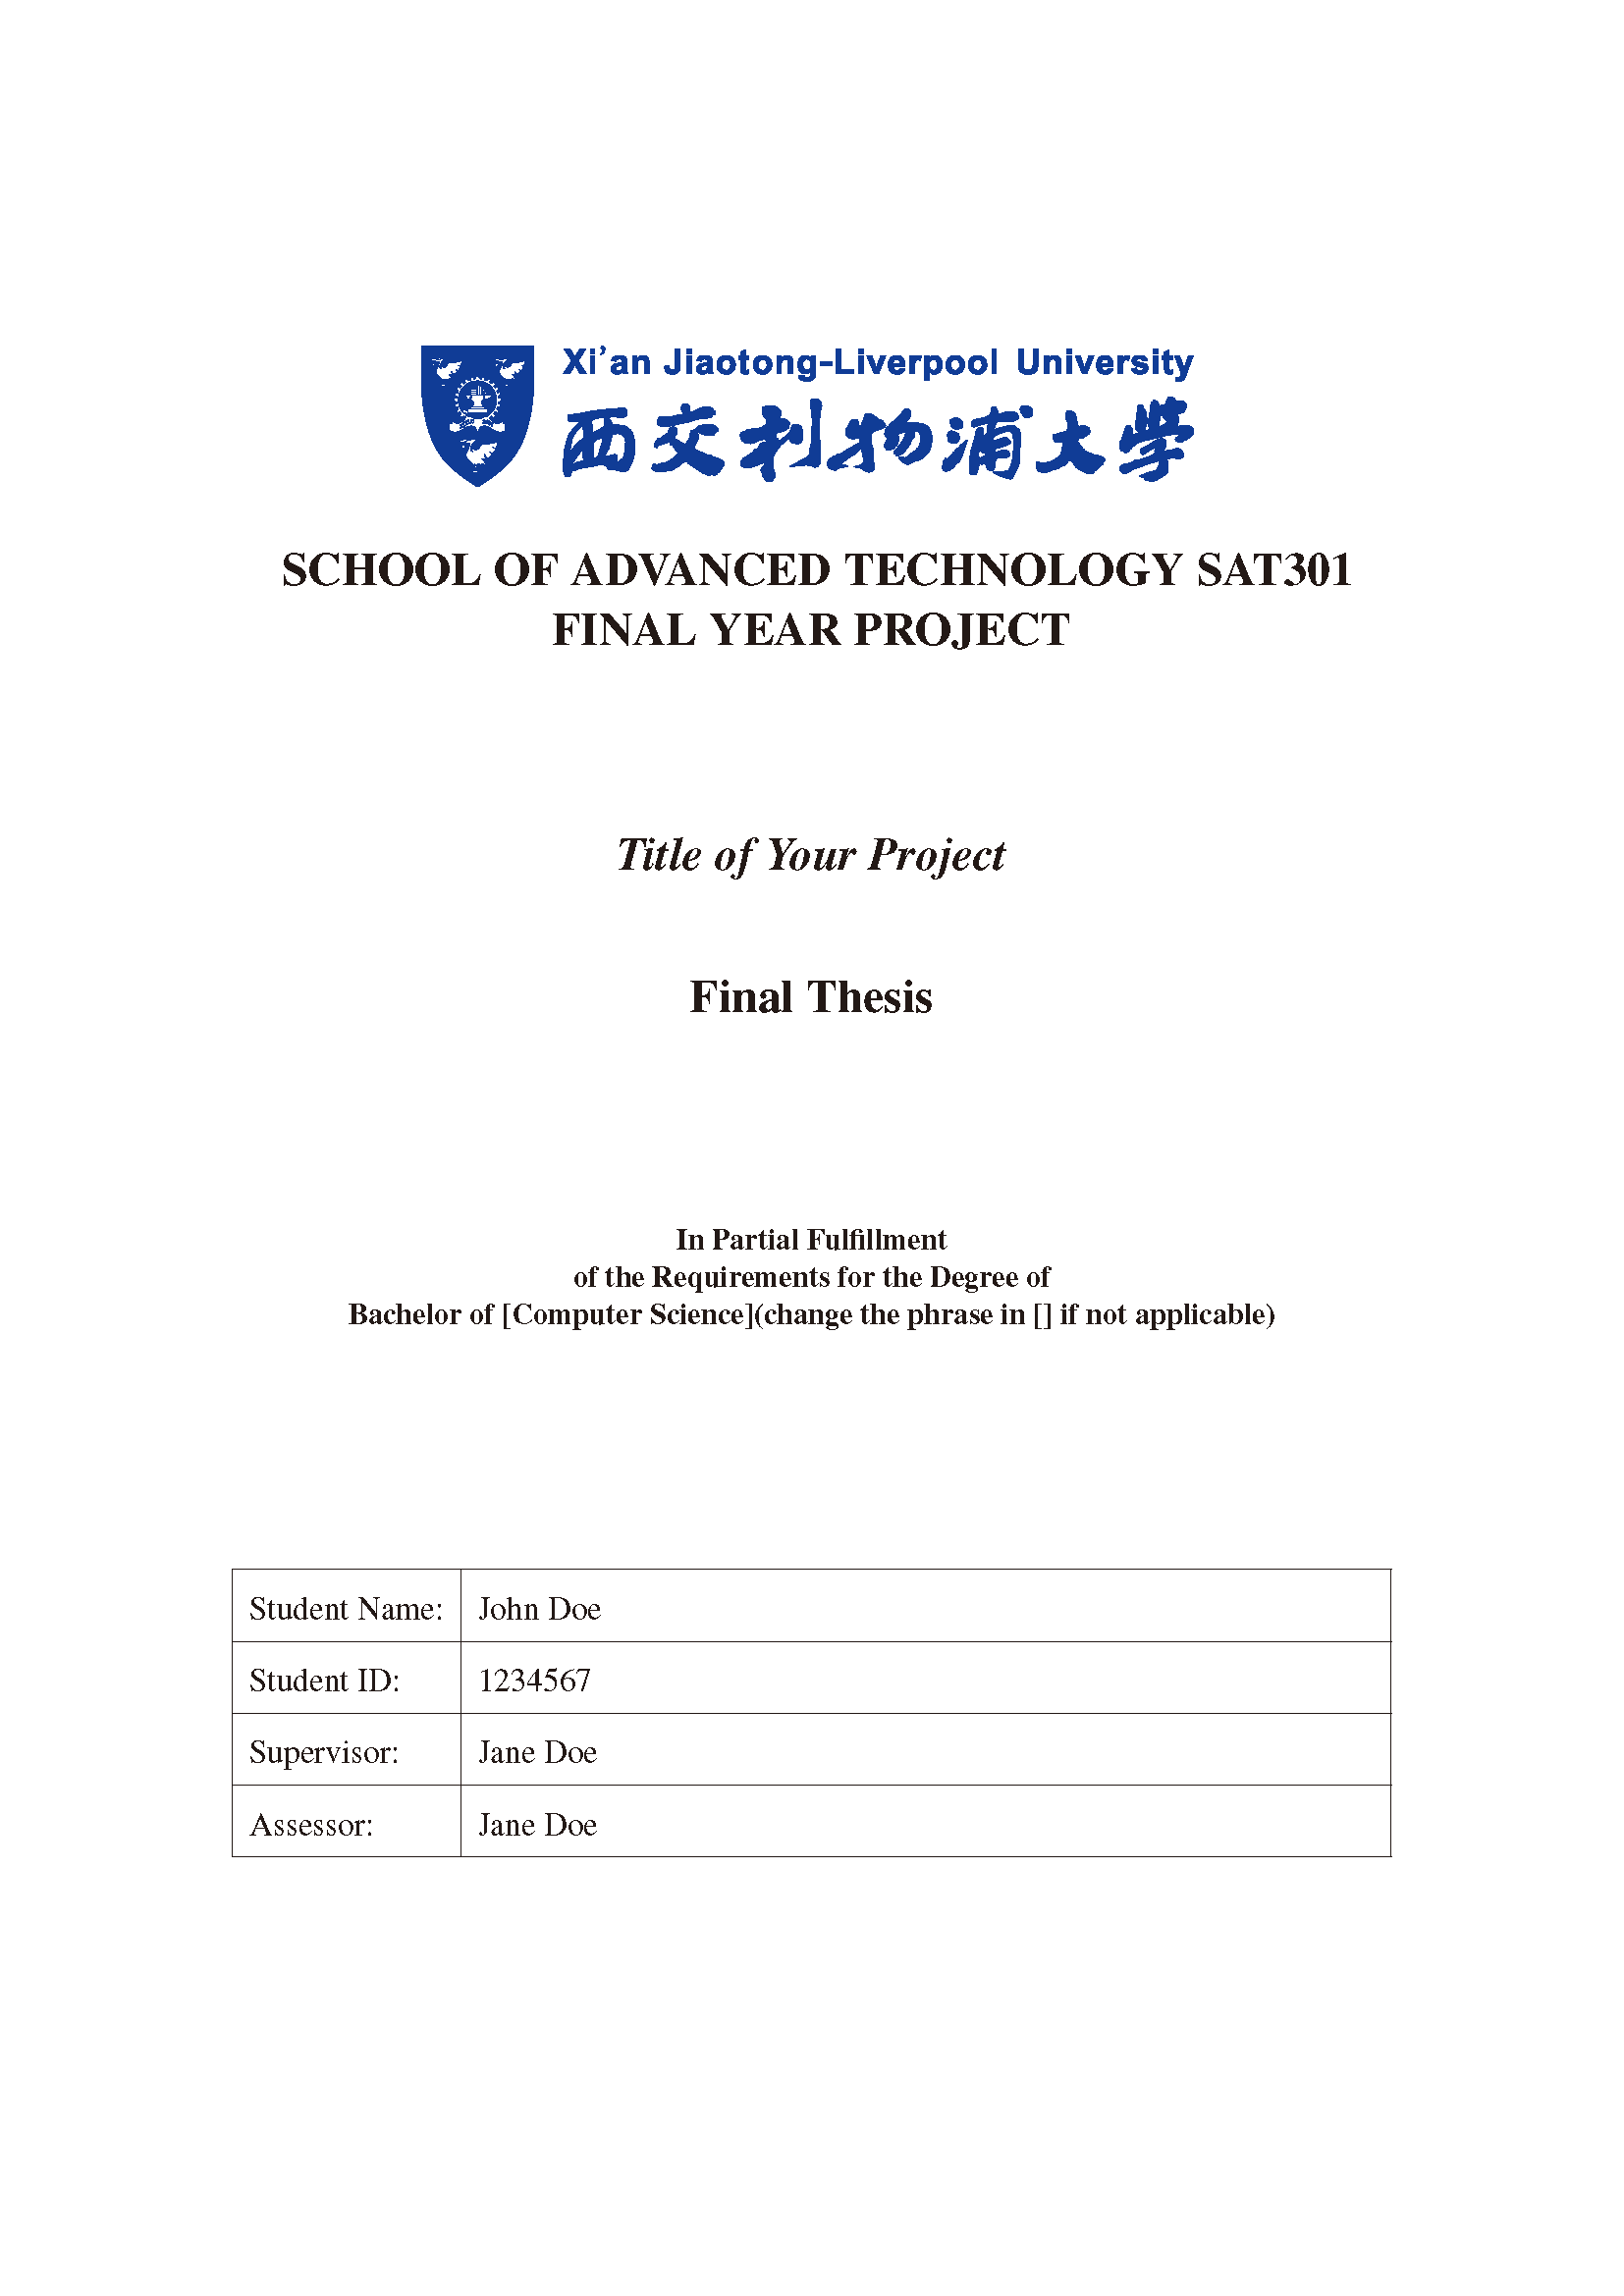 Xi'an Jiaotong-Liverpool University
西交利物浦大學
SCHOOL OF ADVANCED TECHNOLOGY SAT301
FINAL YEAR PROJECT
Title of Your Project
Final Thesis
In Partial Fulfillment
of the Requirements for the Degree of
Bachelor of [Computer Science](change the phrase in [] if not applicable)
Student Name: John Doe
Student ID: 1234567
Supervisor: Jane Doe
Assessor: Jane Doe